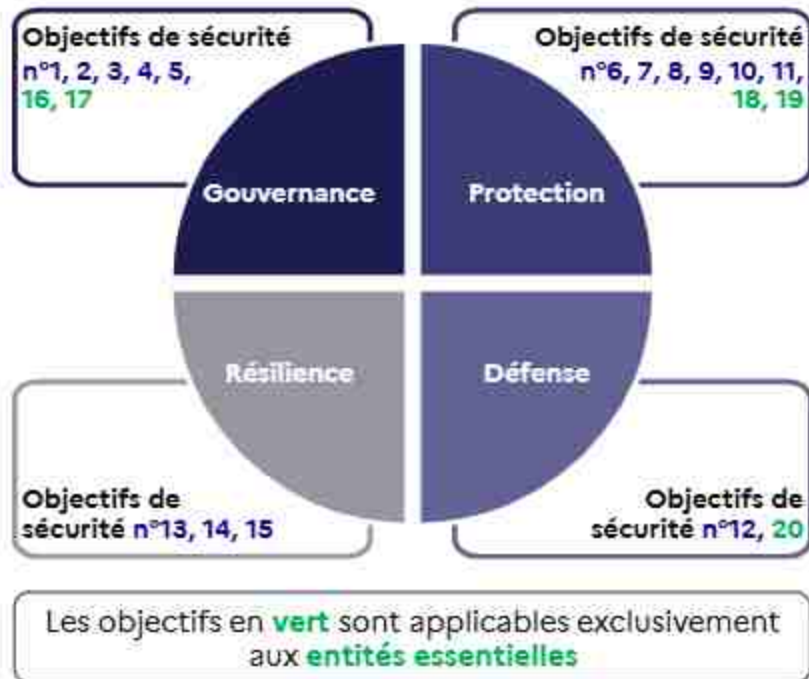 Objectifs de sécurité
n°1, 2, 3, 4, 5,
16, 17
Objectifs de sécurité
n°6, 7, 8, 9, 10, 11,
18, 19
Gouvernance
Protection
Résilience
Défense
Objectifs de
sécurité n°13, 14, 15
Objectifs de
sécurité n°12, 20
Les objectifs en vert sont applicables exclusivement
aux entités essentielles